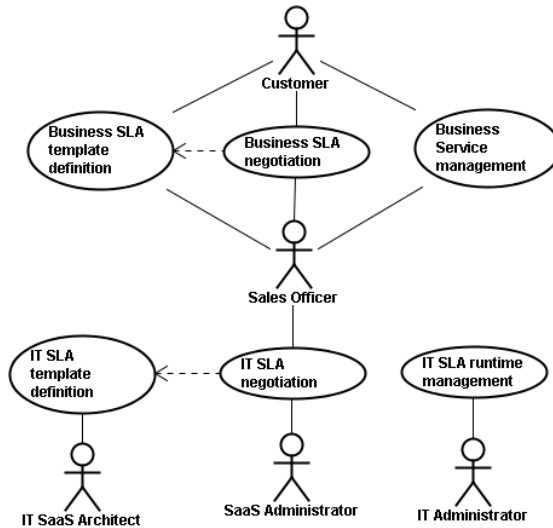 Customer
Business SLA
template
definition
Business SLA
negotiation
Business
Service
management
Sales Officer
IT SLA
template
definition
IT SLA
negotiation
IT SLA runtime
management
IT SaaS Architect
SaaS Administrator
IT Administrator